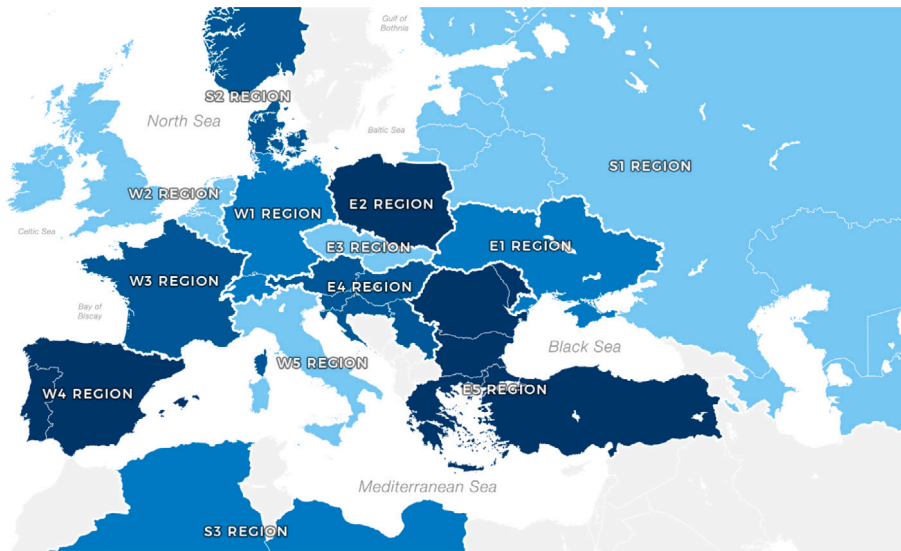 Gulf of
Bothnis
S2 REGION
North Sea
Baltic Sea
S1 REGION
W2 REGION
E2 REGION
W1 REGION
Celtic Sea
E3 REGION
E1 REGION
W3 REGION
E4 REGION
Bay of
Biscay
Black Sea
W5 REGION
W4 REGION
E5 REGION
Mediterranean Sea
S3 REGION